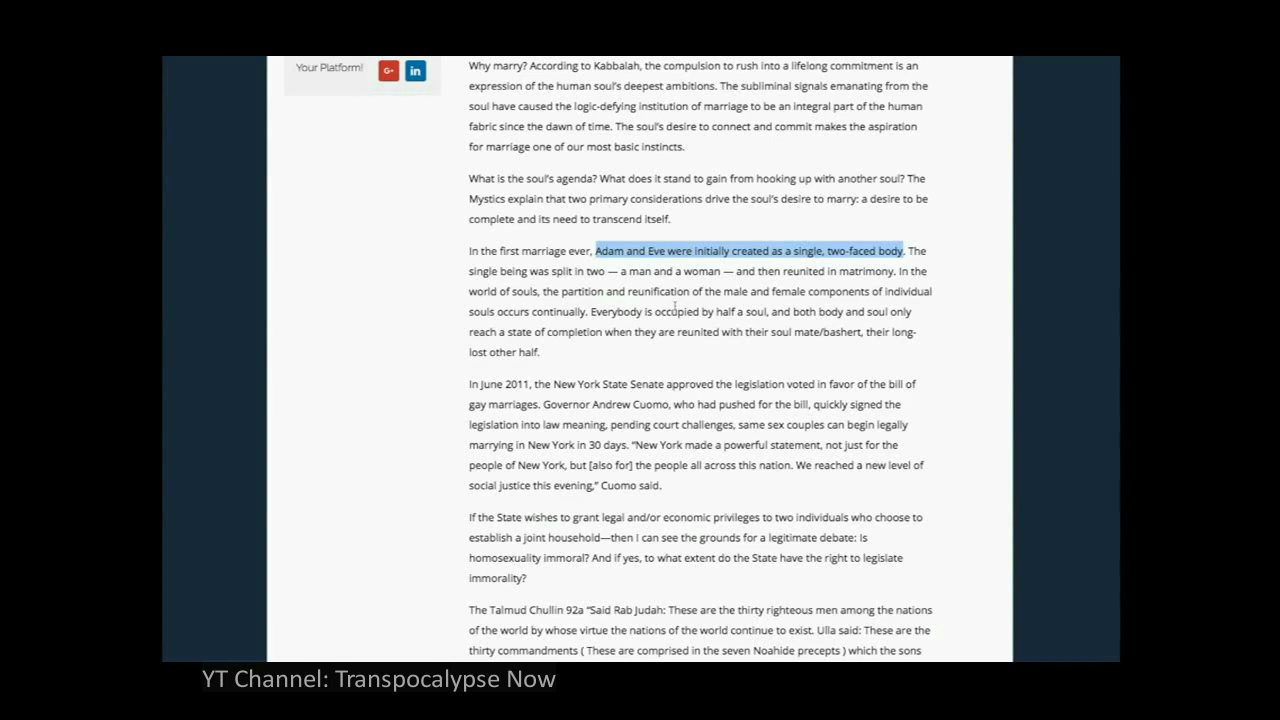 Your Platform!
G+
in
Why marry? According to Kabbalah, the compulsion to rush into a lifelong commitment is an
expression of the human soul's deepest ambitions. The subliminal signals emanating from the
soul have caused the logic-defying institution of marriage to be an integral part of the human
fabric since the dawn of time. The soul's desire to connect and commit makes the aspiration
for marriage one of our most basic instincts.
What is the soul's agenda? What does it stand to gain from hooking up with another soul? The
Mystics explain that two primary considerations drive the soul's desire to marry: a desire to be
complete and its need to transcend itself.
In the first marriage ever, Adam and Eve were initially created as a single, two-faced body. The
single being was split in two — a man and a woman — and then reunited in matrimony. In the
world of souls, the partition and reunification of the male and female components of individual
souls occurs continually. Everybody is occupied by half a soul, and both body and soul only
reach a state of completion when they are reunited with their soul mate/bashert, their long-
lost other half.
In June 2011, the New York State Senate approved the legislation voted in favor of the bill of
gay marriages. Governor Andrew Cuomo, who had pushed for the bill, quickly signed the
legislation into law meaning, pending court challenges, same sex couples can begin legally
marrying in New York in 30 days. “New York made a powerful statement, not just for the
people of New York, but [also for] the people all across this nation. We reached a new level of
social justice this evening,” Cuomo said.
If the State wishes to grant legal and/or economic privileges to two individuals who choose to
establish a joint household—then I can see the grounds for a legitimate debate: Is
homosexuality immoral? And if yes, to what extent do the State have the right to legislate
immorality?
The Talmud Chullin 92a “Said Rab Judah: These are the thirty righteous men among the nations
of the world by whose virtue the nations of the world continue to exist. Ulla said: These are the
thirty commandments ( These are comprised in the seven Noahide precepts ) which the sons
YT Channel: Transpocalypse Now